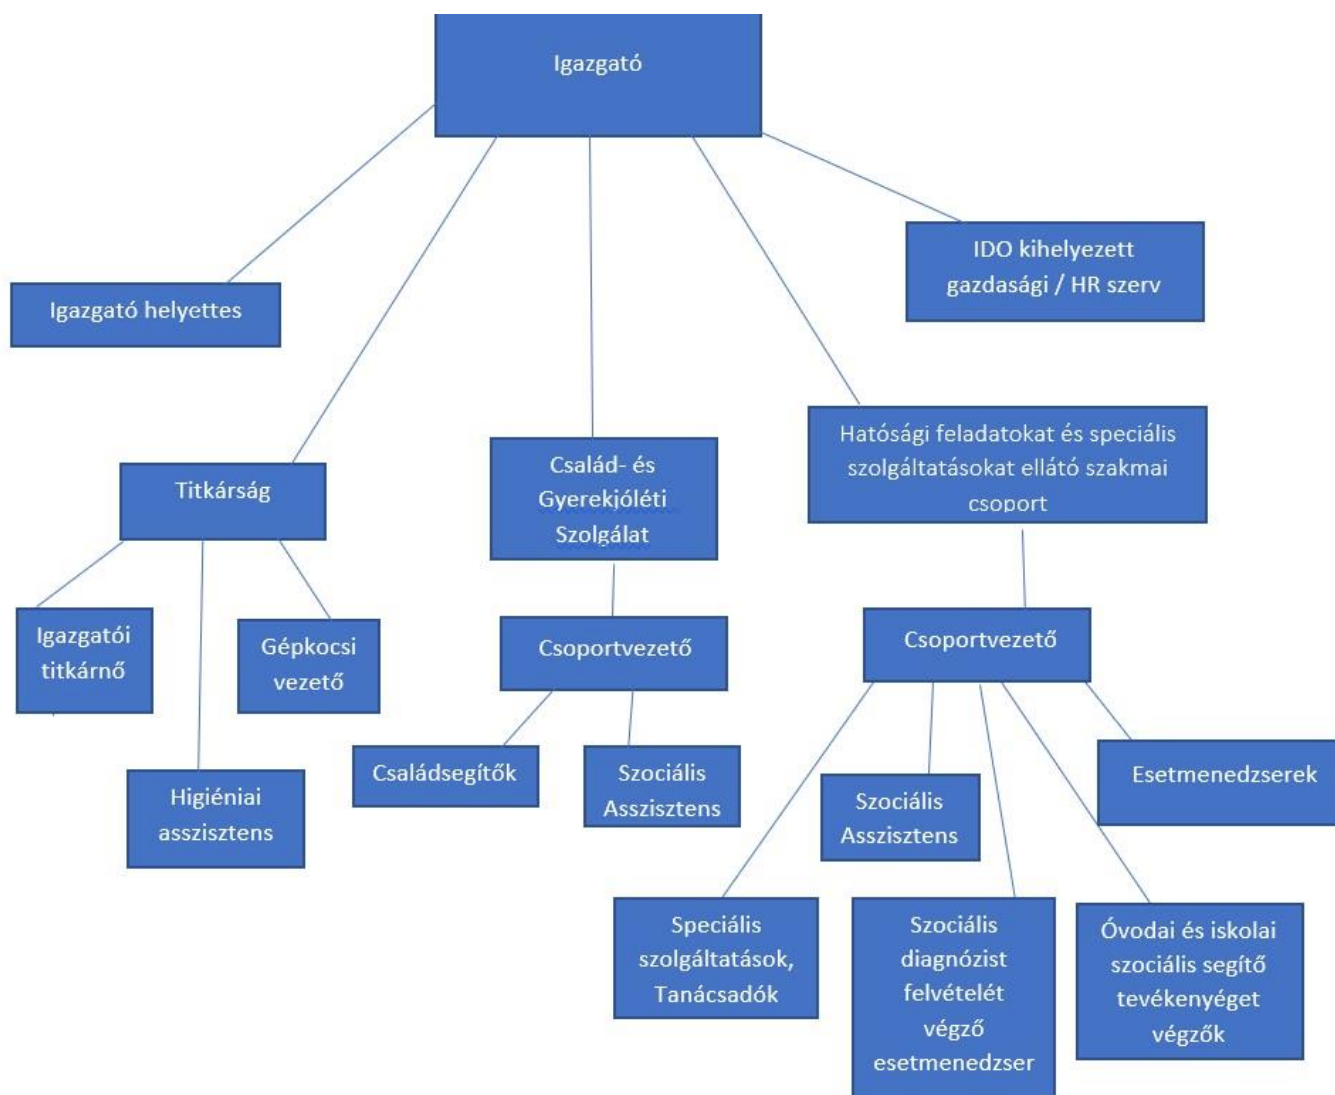 Igazgató
IDO kihelyezett
gazdasági / HR szerv
Igazgató helyettes
Hatósági feladatokat és speciális
szolgáltatásokat ellátó szakmai
csoport
Család- és
Gyerekjóléti
Szolgálat
Titkárság
Igazgatói
titkárnő
Gépkocsi
vezető
Csoportvezető
Csoportvezető
Családsegítők
Szociális
Asszisztens
Higiéniai
asszisztens
Szociális
Asszisztens
Esetmenedzserek
Speciális
szolgáltatások,
Tanácsadók
Szociális
diagnózist
felvételét
végző
esetmenedzser
Óvodai és iskolai
szociális segítő
tevékenyéget
végzők